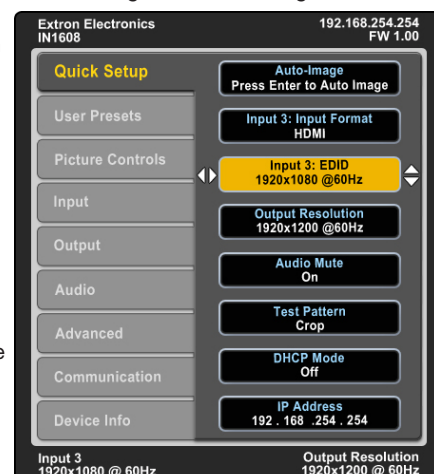 Extron Electronics
IN1608
192.168.254.254
FW 1.00
Quick Setup
User Presets
Picture Controls
Input
Output
Audio
Advanced
Communication
Device Info
Auto-Image
Press Enter to Auto Image
Input 3: Input Format
HDMI
Input 3: EDID
1920x1080 @60Hz
Output Resolution
1920x1200 @60Hz
Audio Mute
On
Test Pattern
Crop
DHCP Mode
Off
IP Address
192 . 168 .254 . 254
Input 3
1920x1080 @ 60Hz
Output Resolution
1920x1200 @ 60Hz